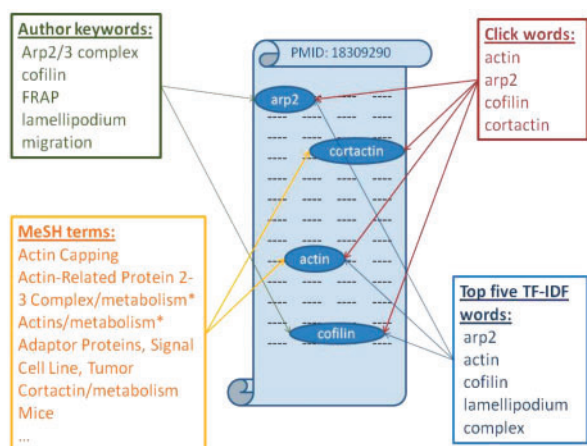 Author keywords:
Arp2/3 complex
cofilin
FRAP
lamellipodium
migration
PMID: 18309290
arp2
cortactin
actin
cofilin
Click words:
actin
arp2
cofilin
cortactin
MeSH terms:
Actin Capping
Actin-Related Protein 2-
3 Complex/metabolism*
Actins/metabolism*
Adaptor Proteins, Signal
Cell Line, Tumor
Cortactin/metabolism
Mice
...
Top five TF-IDF
words:
arp2
actin
cofilin
lamellipodium
complex